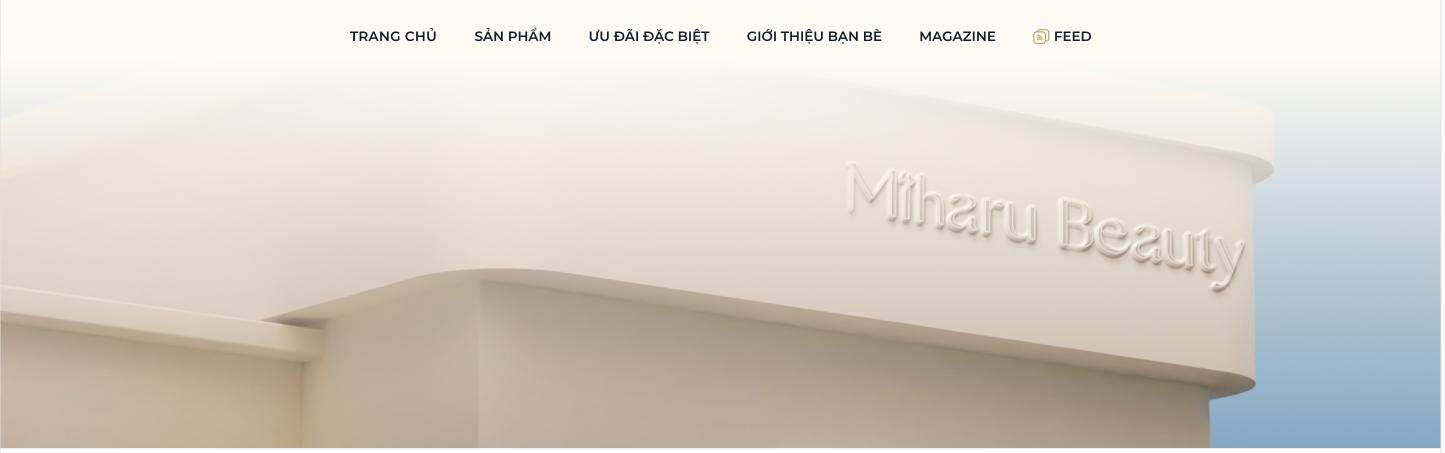 TRANG CHỦ SẢN PHẨM ƯU ĐÃI ĐẶC BIỆT GIỚI THIỆU BẠN BÈ MAGAZINE FEED
Miharu Beauty